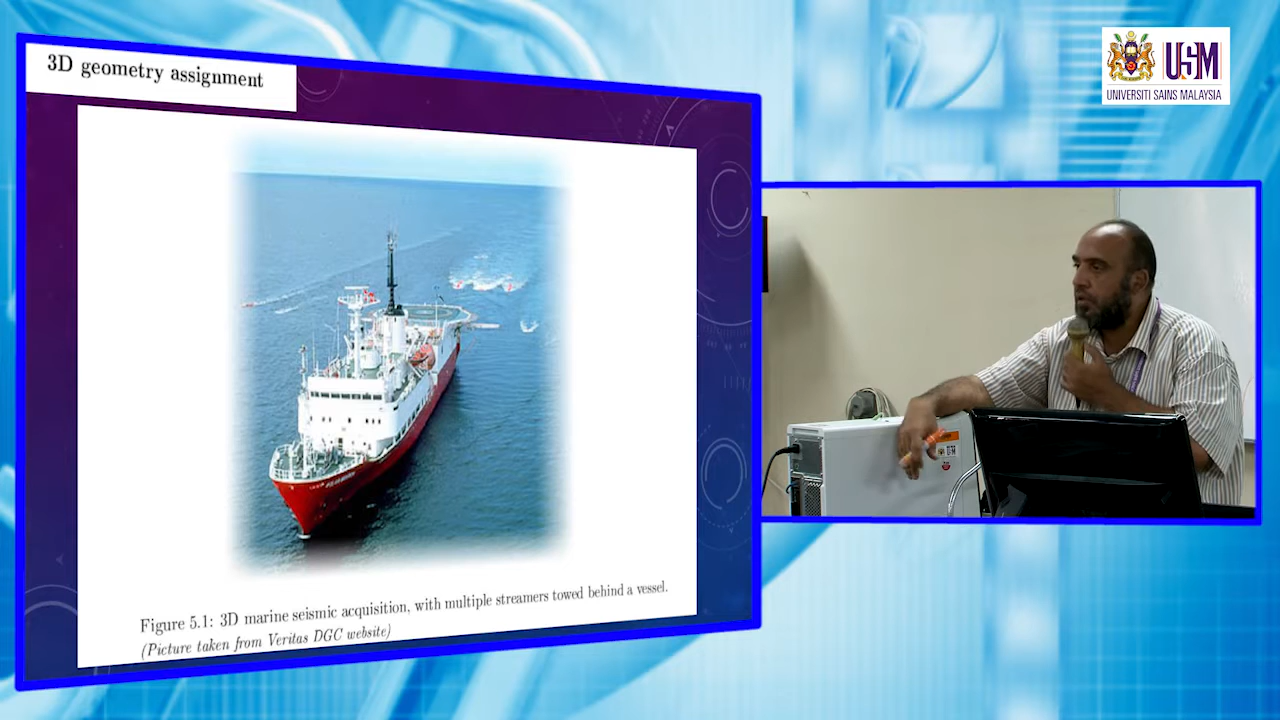 3D geometry assignment
Figure 5.1: 3D marine seismic acquisition, with multiple streamers towed behind a vessel.
(Picture taken from Veritas DGC website)
USM
UNIVERSITI SAINS MALAYSIA